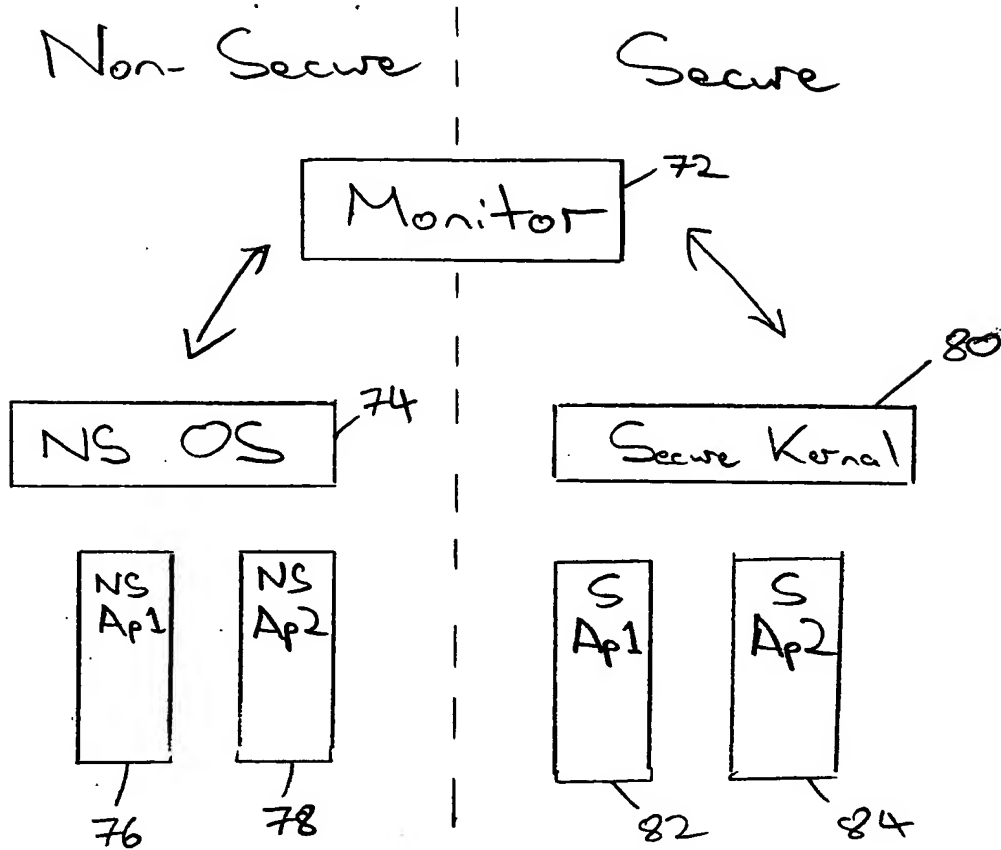 Non-Secure
Secure
72
Monitor
80
74
NS OS
Secure Kernal
NS
Ap1
NS
Ap2
S
Ap1
S
Ap2
76
78
82
84